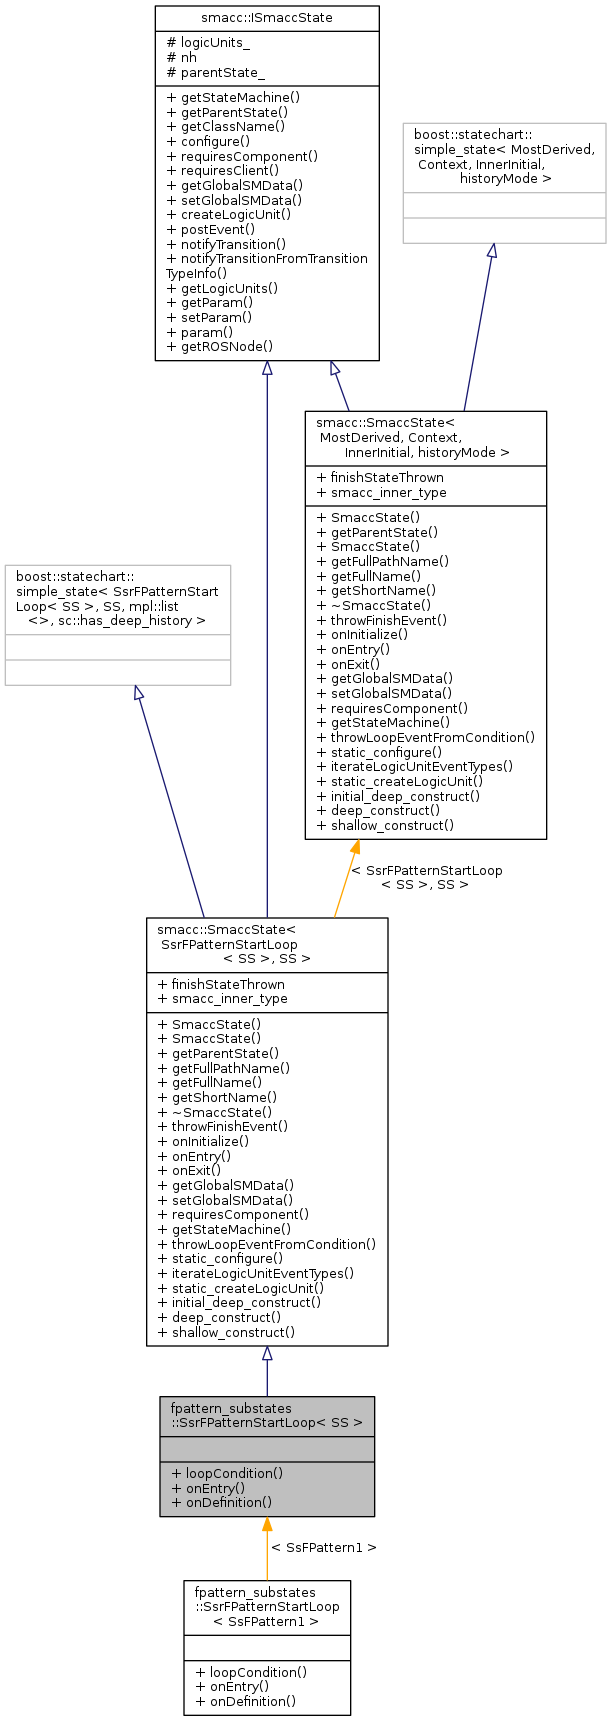 smacc::ISmaccState
# logicUnits_
# nh
# parentState_
+ getStateMachine()
+ getParentState()
+ getClassName()
+ configure()
+ requiresComponent()
+ requiresClient()
+ getGlobalSMData()
+ setGlobalSMData()
+ createLogicUnit()
+ postEvent()
+ notifyTransition()
+ notifyTransitionFromTransition
TypeInfo()
+ getLogicUnits()
+ getParam()
+ setParam()
+ param()
+ getROSNode()
boost::statechart::
simple_state< MostDerived,
Context, InnerInitial,
historyMode >
smacc::SmaccState<
MostDerived, Context,
InnerInitial, historyMode >
+ finishStateThrown
+ smacc_inner_type
+ SmaccState()
+ getParentState()
+ SmaccState()
+ getFullPathName()
+ getFullName()
+ getShortName()
+ ~SmaccState()
+ throwFinishEvent()
+ onInitialize()
+ onEntry()
+ onExit()
+ getGlobalSMData()
+ setGlobalSMData()
+ requiresComponent()
+ getStateMachine()
+ throwLoopEventFromCondition()
+ static_configure()
+ iterateLogicUnitEventTypes()
+ static_createLogicUnit()
+ initial_deep_construct()
+ deep_construct()
+ shallow_construct()
boost::statechart::
simple_state< SsrFPatternStart
Loop< SS >, SS, mpl::list
<>, sc::has_deep_history >
< SsrFPatternStartLoop
< SS >, SS >
smacc::SmaccState<
SsrFPatternStartLoop
< SS >, SS >
+ finishStateThrown
+ smacc_inner_type
+ SmaccState()
+ SmaccState()
+ getParentState()
+ getFullPathName()
+ getFullName()
+ getShortName()
+ ~SmaccState()
+ throwFinishEvent()
+ onInitialize()
+ onEntry()
+ onExit()
+ getGlobalSMData()
+ setGlobalSMData()
+ requiresComponent()
+ getStateMachine()
+ throwLoopEventFromCondition()
+ static_configure()
+ iterateLogicUnitEventTypes()
+ static_createLogicUnit()
+ initial_deep_construct()
+ deep_construct()
+ shallow_construct()
fpattern_substates
::SsrFPatternStartLoop< SS >
+ loopCondition()
+ onEntry()
+ onDefinition()
< SsFPattern1 >
fpattern_substates
::SsrFPatternStartLoop
< SsFPattern1 >
+ loopCondition()
+ onEntry()
+ onDefinition()